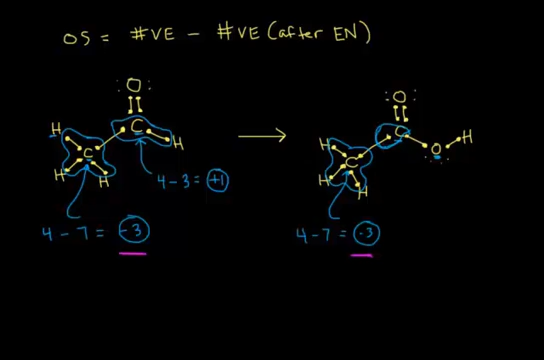 OS = #VE - #VE (after EN)
:O: :O:
H C H C O H
C C
H H H H H
4 - 3 = +1
4 - 7 = -3 4 - 7 = -3